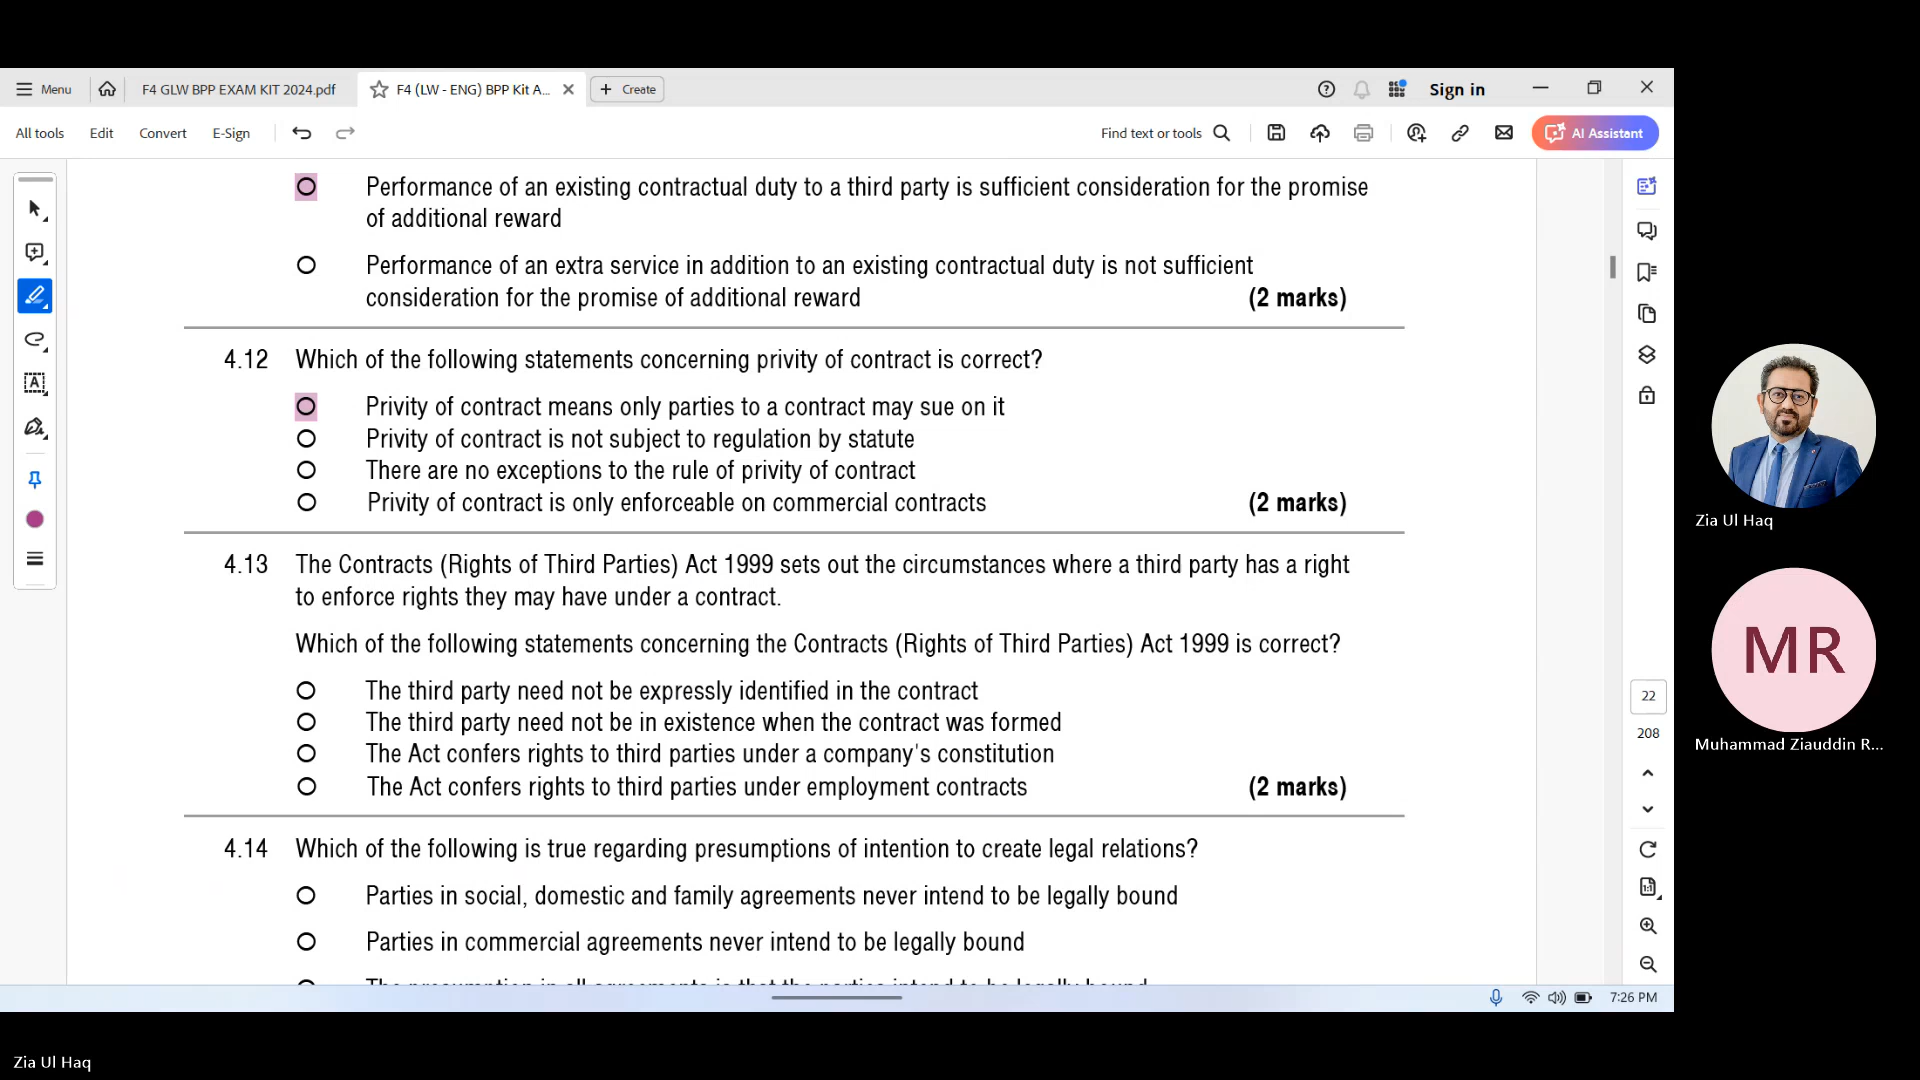 Menu
F4 GLW BPP EXAM KIT 2024.pdf
F4 (LW - ENG) BPP Kit A...
Create
Sign in
All tools
Edit
Convert
E-Sign
Find text or tools
AI Assistant
Performance of an existing contractual duty to a third party is sufficient consideration for the promise
of additional reward
Performance of an extra service in addition to an existing contractual duty is not sufficient
consideration for the promise of additional reward (2 marks)
4.12 Which of the following statements concerning privity of contract is correct?
Privity of contract means only parties to a contract may sue on it
Privity of contract is not subject to regulation by statute
There are no exceptions to the rule of privity of contract
Privity of contract is only enforceable on commercial contracts (2 marks)
4.13 The Contracts (Rights of Third Parties) Act 1999 sets out the circumstances where a third party has a right
to enforce rights they may have under a contract.
Which of the following statements concerning the Contracts (Rights of Third Parties) Act 1999 is correct?
The third party need not be expressly identified in the contract
The third party need not be in existence when the contract was formed
The Act confers rights to third parties under a company's constitution
The Act confers rights to third parties under employment contracts (2 marks)
4.14 Which of the following is true regarding presumptions of intention to create legal relations?
Parties in social, domestic and family agreements never intend to be legally bound
Parties in commercial agreements never intend to be legally bound
The presumption in all agreements is that the parties intend to be legally bound
22
208
7:26 PM
Zia Ul Haq
MR
Muhammad Ziauddin R...
Zia Ul Haq